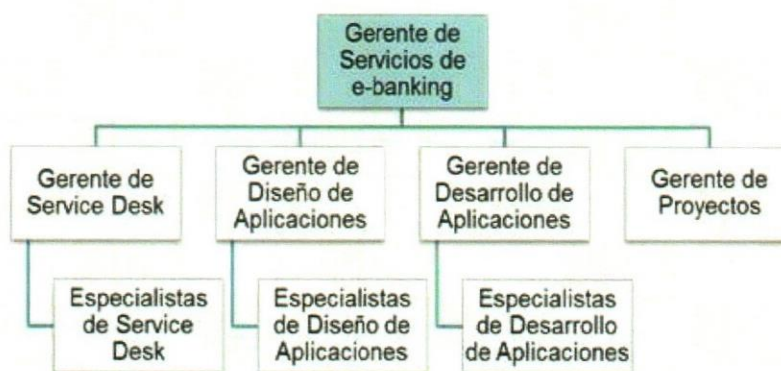 Gerente de
Servicios de
e-banking
Gerente de
Service Desk
Gerente de
Diseño de
Aplicaciones
Gerente de
Desarrollo de
Aplicaciones
Gerente de
Proyectos
Especialistas
de Service
Desk
Especialistas
de Diseño de
Aplicaciones
Especialistas
de Desarrollo
de Aplicaciones